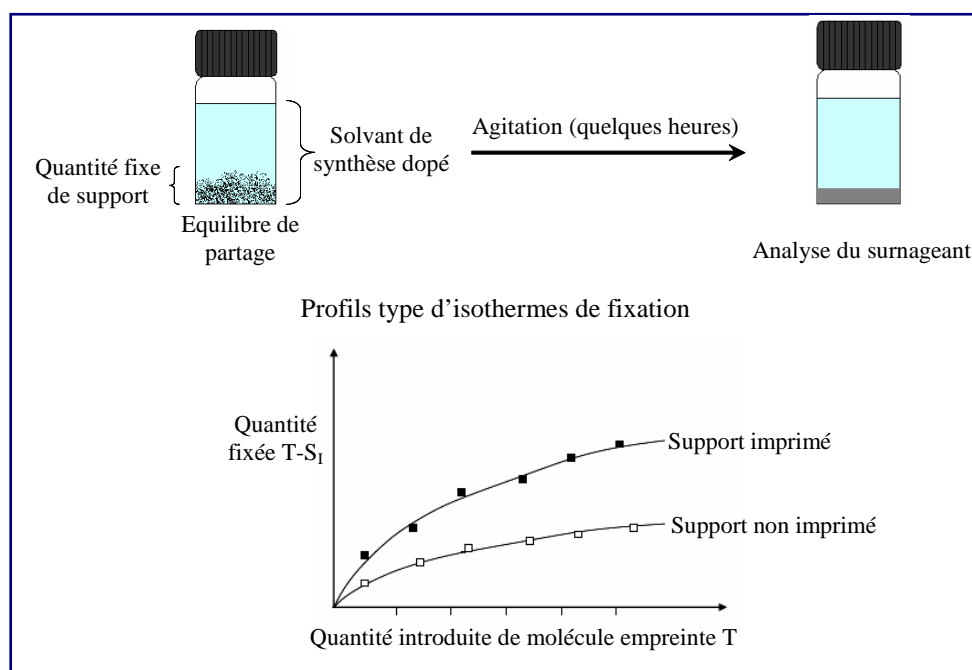 Quantité fixe
de support
Equilibre de
partage
Solvant de
synthèse dopé
Agitation (quelques heures)
Analyse du surnageant
Profils type d'isothermes de fixation
Quantité
fixée T-S_I
Support imprimé
Support non imprimé
Quantité introduite de molécule empreinte T